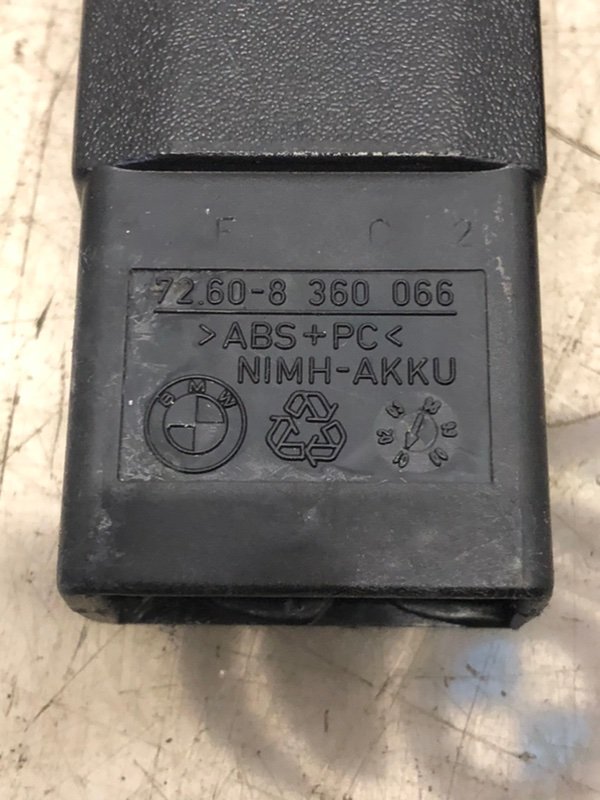 F C 2
72.60-8 360 066
>ABS+PC<
NIMH-AKKU
BMW